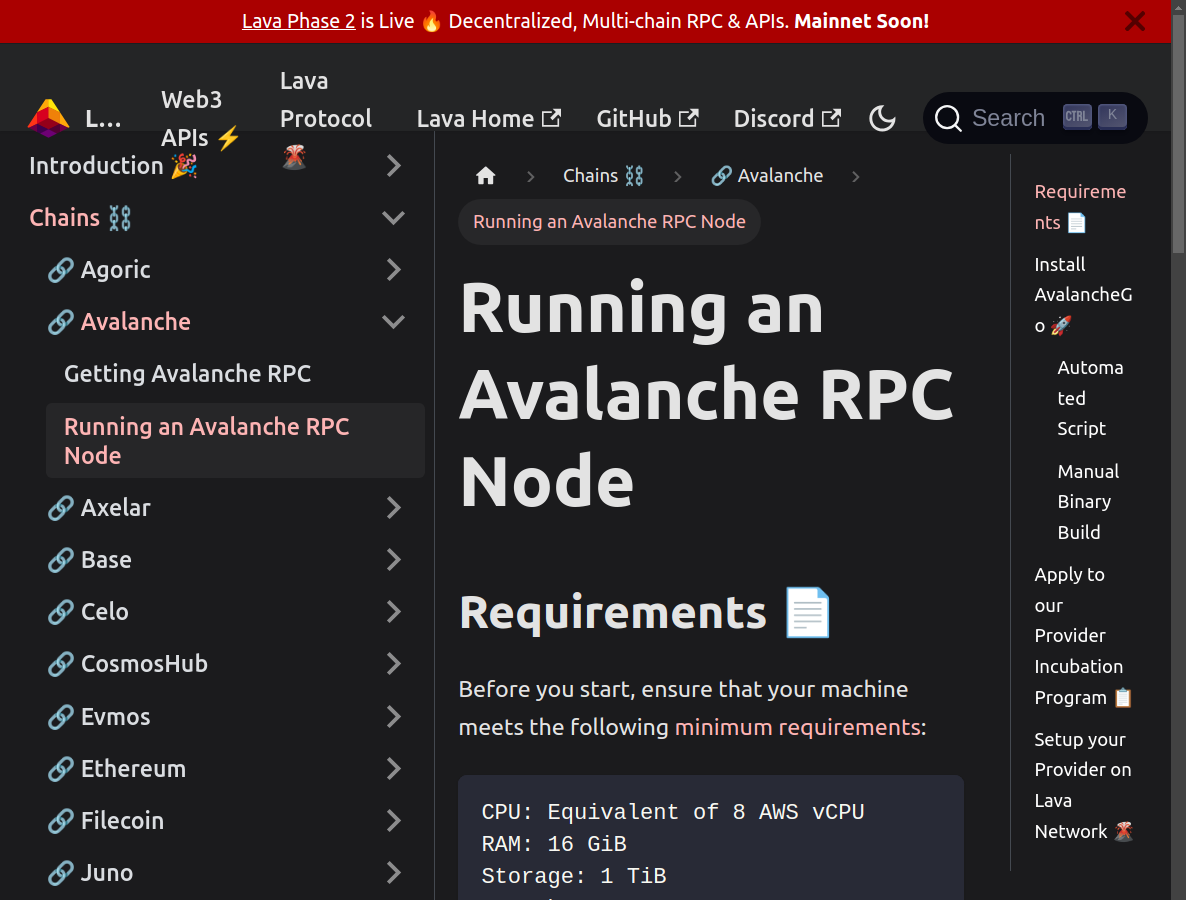 Lava Phase 2 is Live 🔥 Decentralized, Multi-chain RPC & APIs. Mainnet Soon!
L...
Web3
APIs ⚡
Lava
Protocol
🌋
Lava Home
GitHub
Discord
Search
CTRL
K
Introduction 🎉
Chains ⛓️
🔗 Agoric
🔗 Avalanche
Getting Avalanche RPC
Running an Avalanche RPC
Node
🔗 Axelar
🔗 Base
🔗 Celo
🔗 CosmosHub
🔗 Evmos
🔗 Ethereum
🔗 Filecoin
🔗 Juno
Chains ⛓️
🔗 Avalanche
Running an Avalanche RPC Node
Running an
Avalanche RPC
Node
Requirements 📄
Before you start, ensure that your machine
meets the following minimum requirements:
CPU: Equivalent of 8 AWS vCPU
RAM: 16 GiB
Storage: 1 TiB
Requireme
nts 📄
Install
AvalancheG
o 🚀
Automa
ted
Script
Manual
Binary
Build
Apply to
our
Provider
Incubation
Program 📋
Setup your
Provider on
Lava
Network 🌋